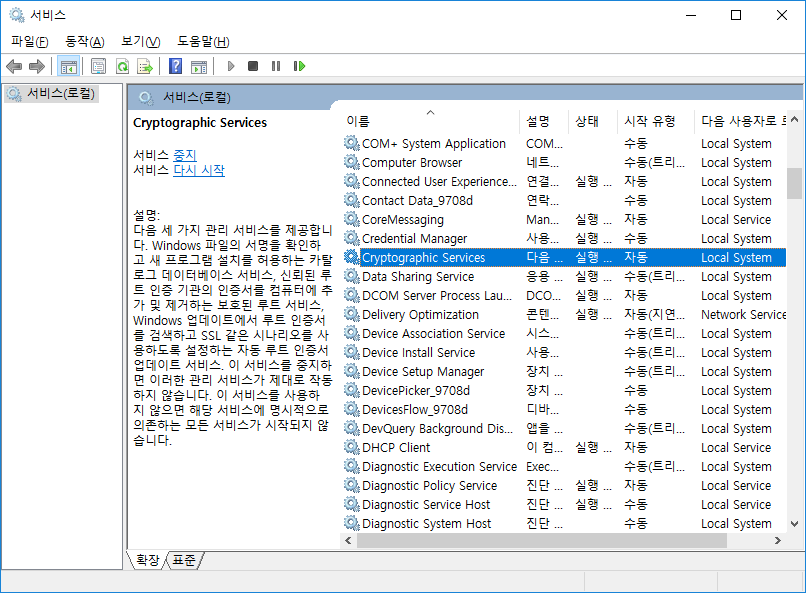 서비스
파일(F) 동작(A) 보기(V) 도움말(H)
서비스(로컬)
서비스(로컬)
Cryptographic Services
서비스 중지
서비스 다시 시작
설명:
다음 세 가지 관리 서비스를 제공합니
다. Windows 파일의 서명을 확인하
고 새 프로그램 설치를 허용하는 카탈
로그 데이터베이스 서비스, 신뢰된 루
트 인증 기관의 인증서를 컴퓨터에 추
가 및 제거하는 보호된 루트 서비스,
Windows 업데이트에서 루트 인증서
를 검색하고 SSL 같은 시나리오를 사
용하도록 설정하는 자동 루트 인증서
업데이트 서비스. 이 서비스를 중지하
면 이러한 관리 서비스가 제대로 작동
하지 않습니다. 이 서비스를 사용하
지 않으면 해당 서비스에 명시적으로
의존하는 모든 서비스가 시작되지 않
습니다.
이름 설명 상태 시작 유형 다음 사용자로
COM+ System Application COM... 수동 Local System
Computer Browser 네트... 수동(트리... Local System
Connected User Experience... 연결... 실행 ... 자동 Local System
Contact Data_9708d 연락... 수동 Local System
CoreMessaging Man... 실행 ... 자동 Local Service
Credential Manager 사용... 실행 ... 수동 Local System
Cryptographic Services 다음 ... 실행 ... 자동 Local System
Data Sharing Service 응용 ... 실행 ... 수동(트리... Local System
DCOM Server Process Lau... DCO... 실행 ... 자동 Local System
Delivery Optimization 콘텐... 실행 ... 자동(지연... Network Service
Device Association Service 시스... 수동(트리... Local System
Device Install Service 사용... 수동(트리... Local System
Device Setup Manager 장치 ... 수동(트리... Local System
DevicePicker_9708d 장치 ... 수동 Local System
DevicesFlow_9708d 디바... 수동 Local System
DevQuery Background Dis... 앱을 ... 수동(트리... Local System
DHCP Client 이 컴... 실행 ... 자동 Local Service
Diagnostic Execution Service Exec... 수동(트리... Local System
Diagnostic Policy Service 진단 ... 실행 ... 자동 Local Service
Diagnostic Service Host 진단 ... 실행 ... 수동 Local Service
Diagnostic System Host 진단 ... 수동 Local System
확장 표준